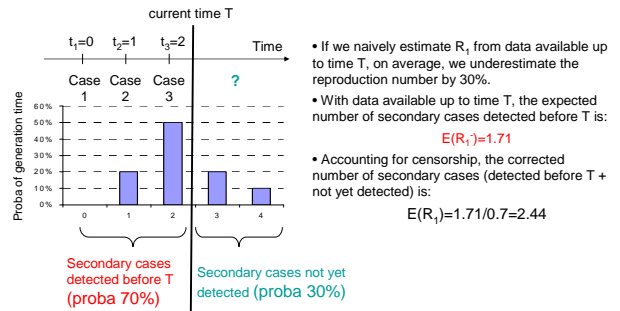 current time T
t1=0 t2=1 t3=2 Time
Case Case Case ?
1 2 3
Proba of generation time
60%
50%
40%
30%
20%
10%
0%
0 1 2 3 4
Secondary cases
detected before T
(proba 70%)
Secondary cases not yet
detected (proba 30%)
• If we naively estimate R1 from data available up
to time T, on average, we underestimate the
reproduction number by 30%.
• With data available up to time T, the expected
number of secondary cases detected before T is:
E(R1-)=1.71
• Accounting for censorship, the corrected
number of secondary cases (detected before T +
not yet detected) is:
E(R1)=1.71/0.7=2.44